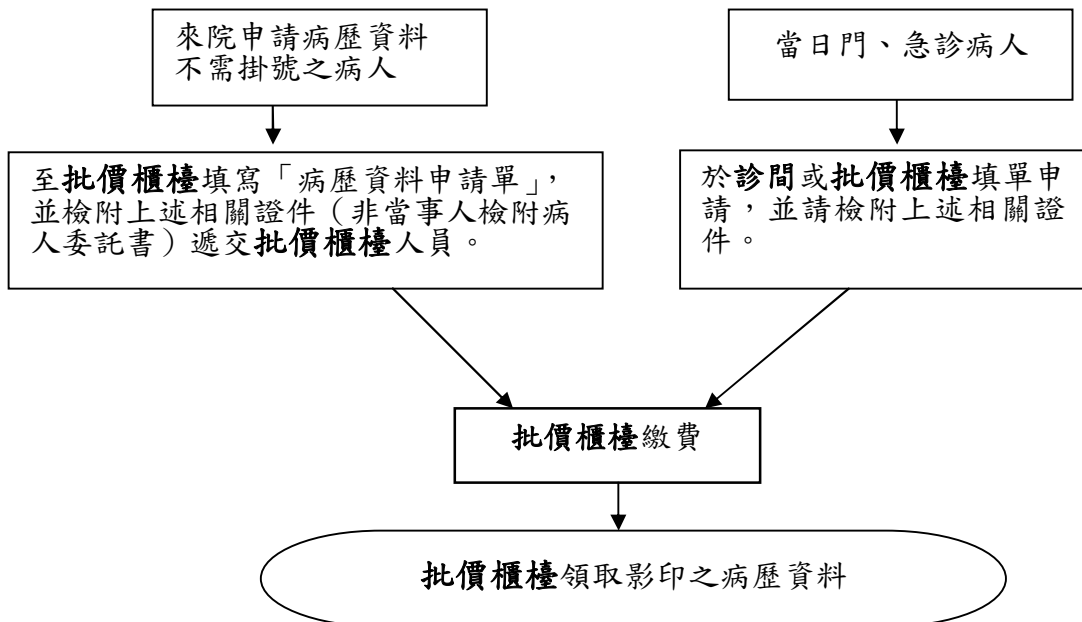 來院申請病歷資料
不需掛號之病人
當日門、急診病人
至批價櫃檯填寫「病歷資料申請單」，
並檢附上述相關證件（非當事人檢附病
人委託書）遞交批價櫃檯人員。
於診間或批價櫃檯填單申
請，並請檢附上述相關證
件。
批價櫃檯繳費
批價櫃檯領取影印之病歷資料